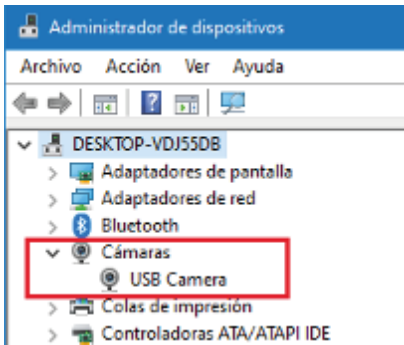 Administrador de dispositivos
Archivo Acción Ver Ayuda
DESKTOP-VDJ55DB
Adaptadores de pantalla
Adaptadores de red
Bluetooth
Cámaras
USB Camera
Colas de impresión
Controladoras ATA/ATAPI IDE